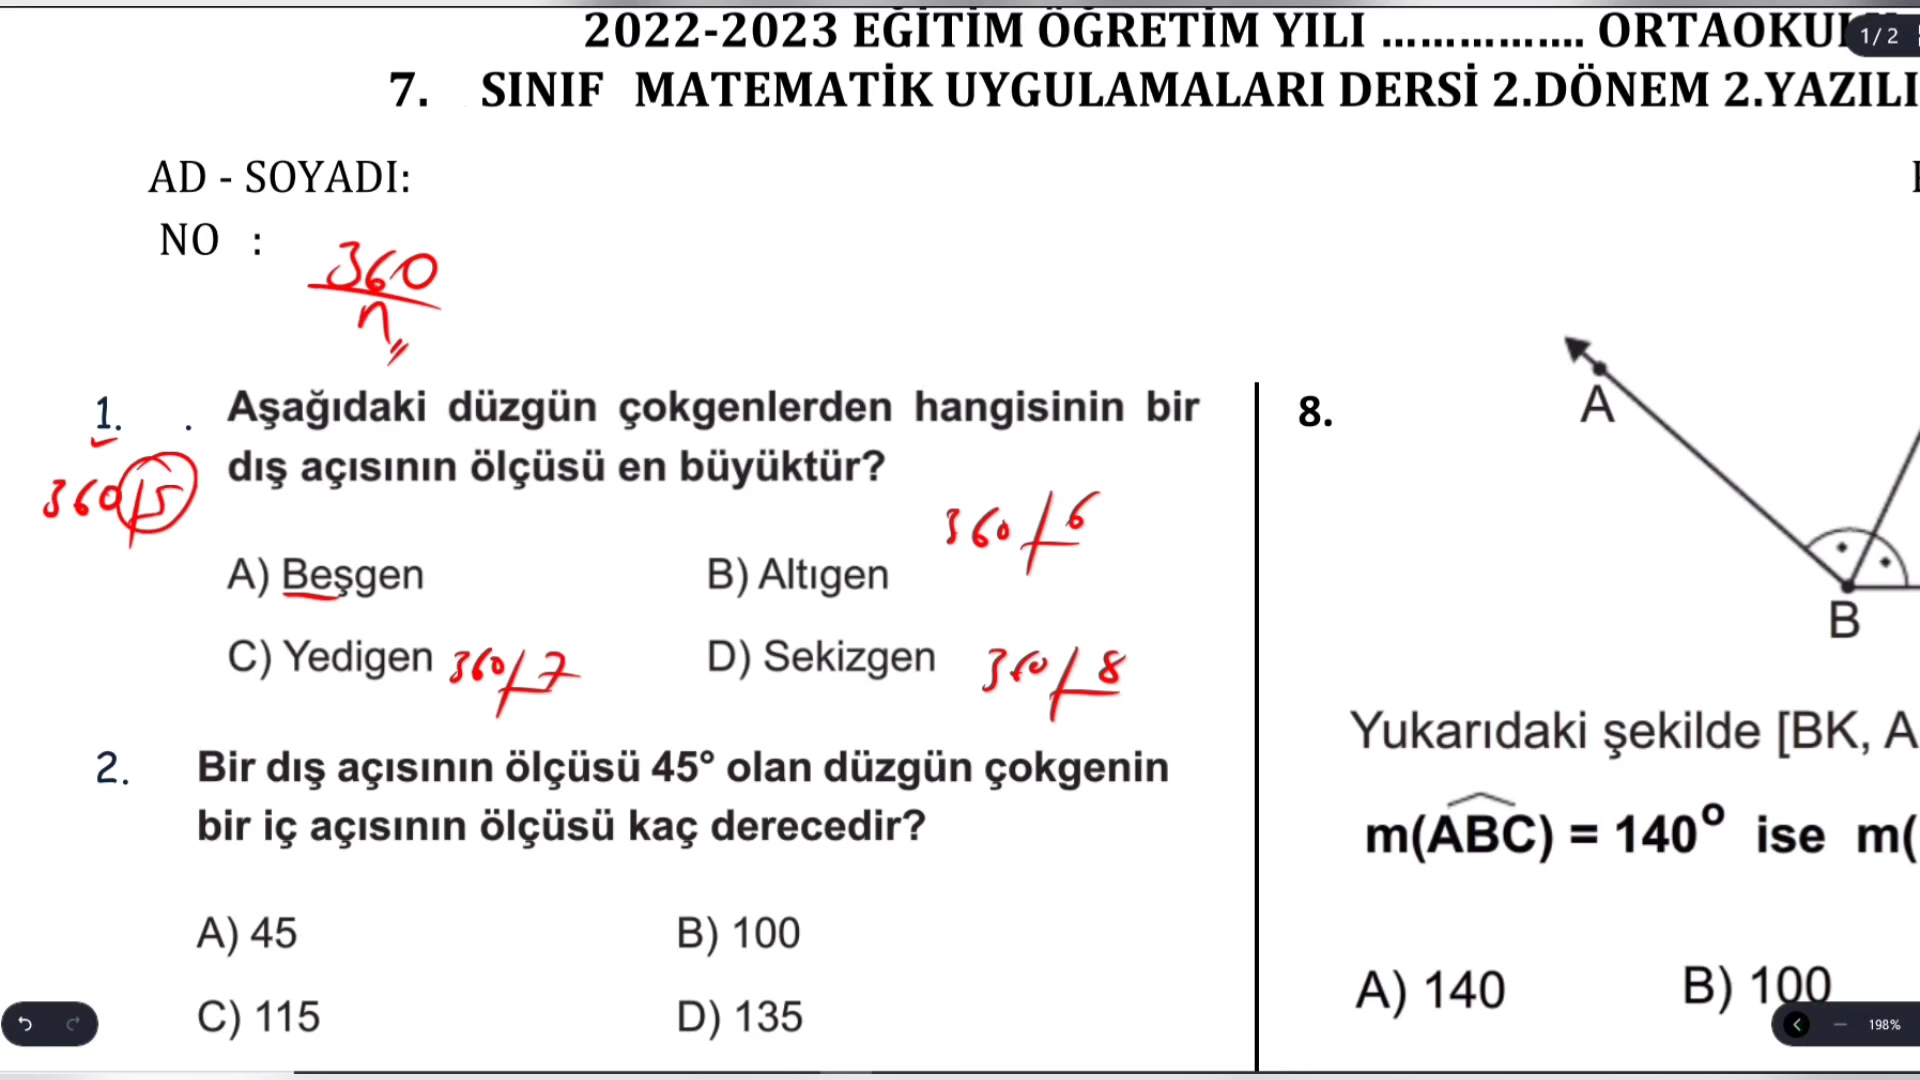 2022-2023 EĞİTİM ÖĞRETİM YILI ................ ORTAOKUL
1/2
7. SINIF MATEMATİK UYGULAMALARI DERSİ 2.DÖNEM 2.YAZILI
AD - SOYADI:
NO :
360
n
1. . Aşağıdaki düzgün çokgenlerden hangisinin bir
dış açısının ölçüsü en büyüktür?
360 5
360 6
A) Beşgen B) Altıgen
C) Yedigen 360 7 D) Sekizgen 360 8
2. Bir dış açısının ölçüsü 45° olan düzgün çokgenin
bir iç açısının ölçüsü kaç derecedir?
A) 45 B) 100
C) 115 D) 135
8.
A
B
Yukarıdaki şekilde [BK, A
m(ABC) = 140° ise m(
A) 140 B) 100
198%